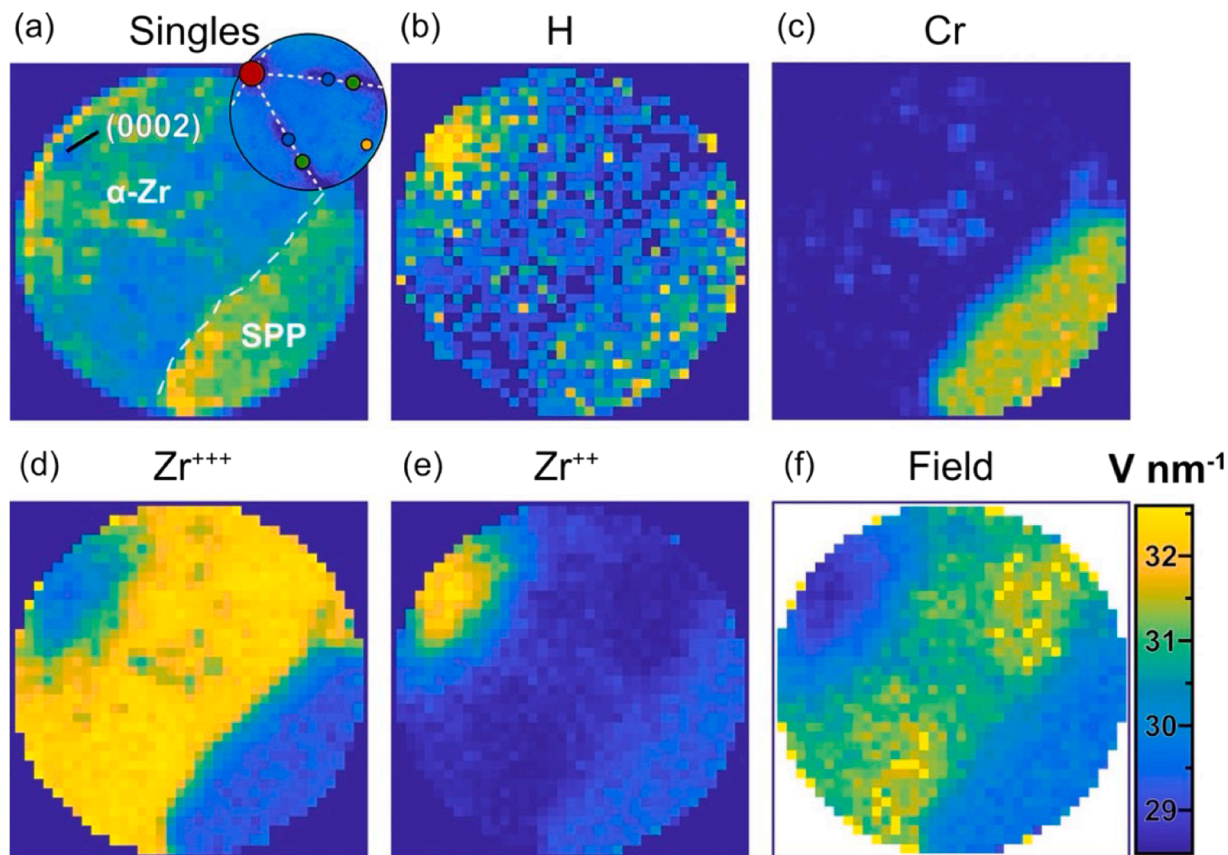 (a) Singles
(b) H
(c) Cr
(0002)
α-Zr
SPP
(d) Zr+++
(e) Zr++
(f) Field
V nm-1
32
31
30
29